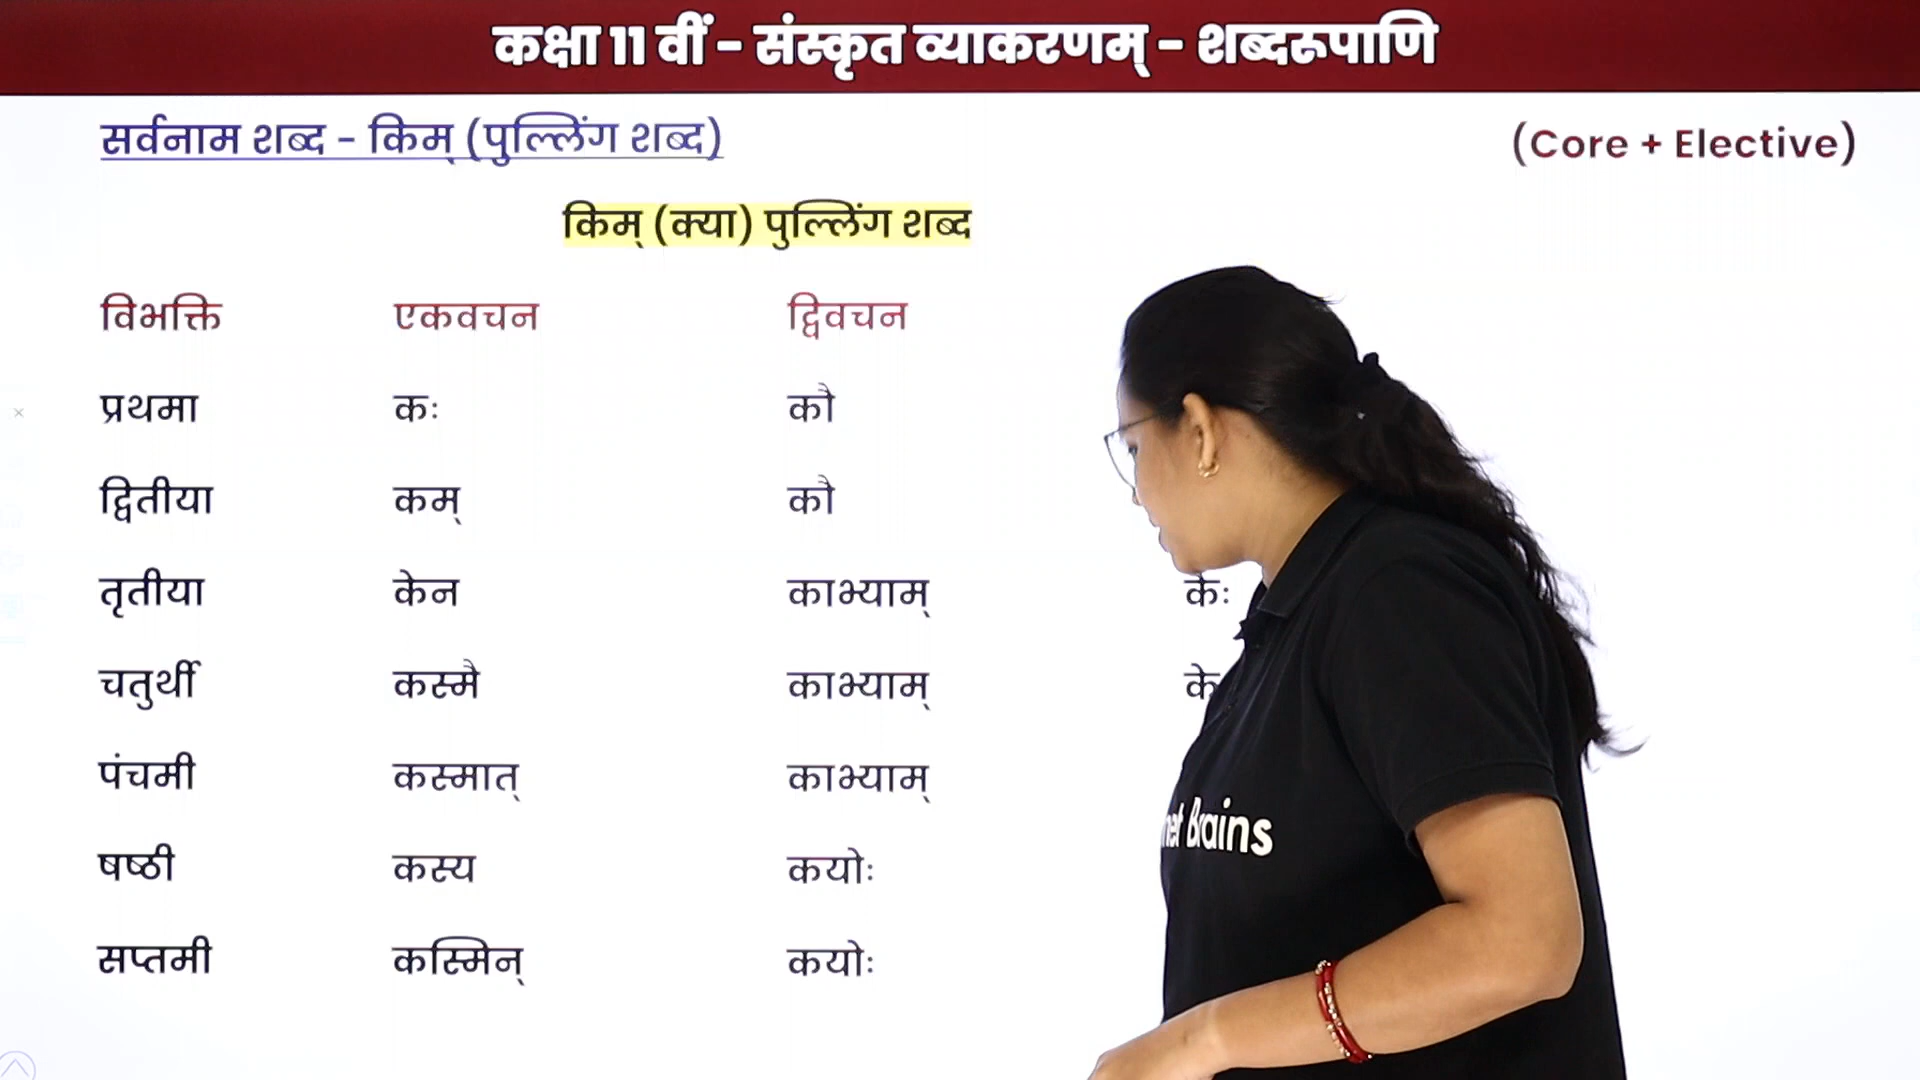 कक्षा 11 वीं - संस्कृत व्याकरणम् - शब्दरूपाणि
सर्वनाम शब्द - किम् (पुल्लिंग शब्द) (Core + Elective)
किम् (क्या) पुल्लिंग शब्द
विभक्ति एकवचन द्विवचन
प्रथमा कः कौ
द्वितीया कम् कौ
तृतीया केन काभ्याम्
चतुर्थी कस्मै काभ्याम् के
पंचमी कस्मात् काभ्याम्
Brains
षष्ठी कस्य कयोः
सप्तमी कस्मिन् कयोः